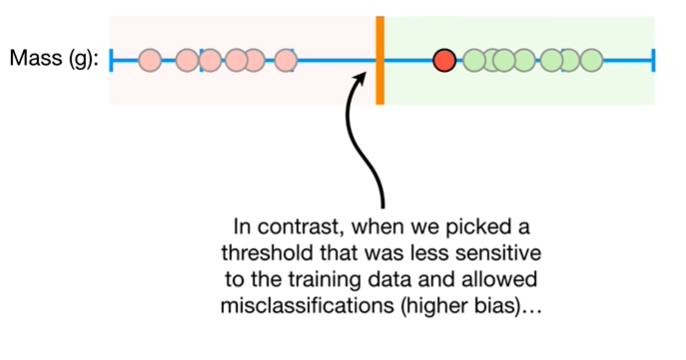 Mass (g):
In contrast, when we picked a
threshold that was less sensitive
to the training data and allowed
misclassifications (higher bias)…